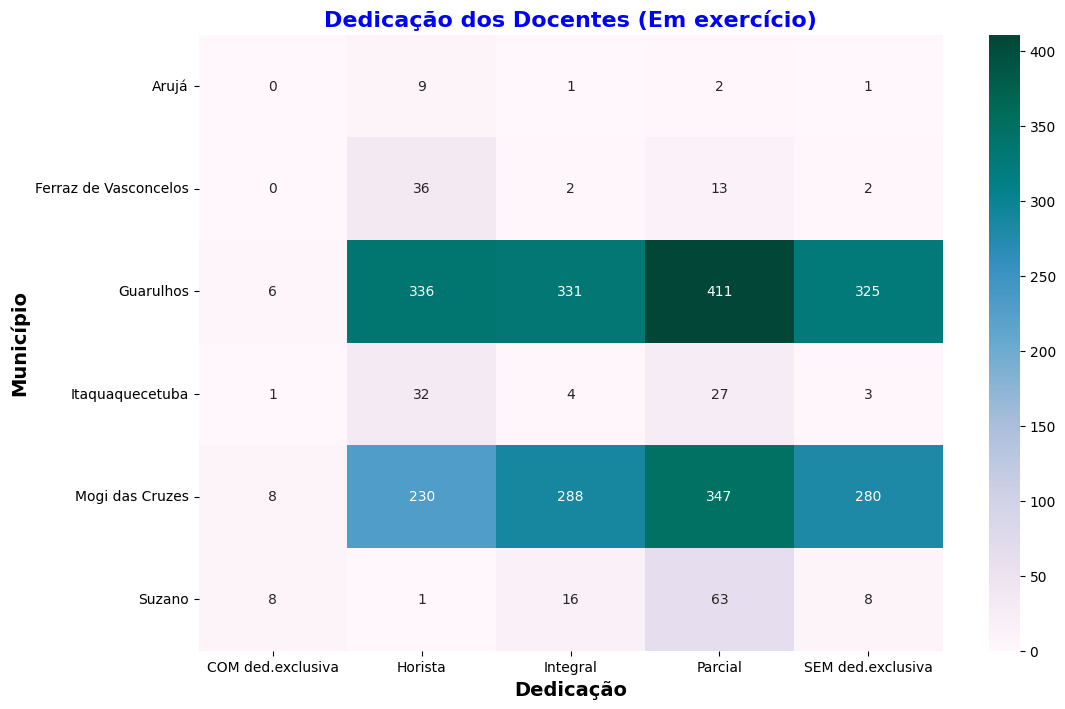 Dedicação dos Docentes (Em exercício)
Município
Arujá 0 9 1 2 1
Ferraz de Vasconcelos 0 36 2 13 2
Guarulhos 6 336 331 411 325
Itaquaquecetuba 1 32 4 27 3
Mogi das Cruzes 8 230 288 347 280
Suzano 8 1 16 63 8
COM ded.exclusiva Horista Integral Parcial SEM ded.exclusiva
Dedicação
400
350
300
250
200
150
100
50
0